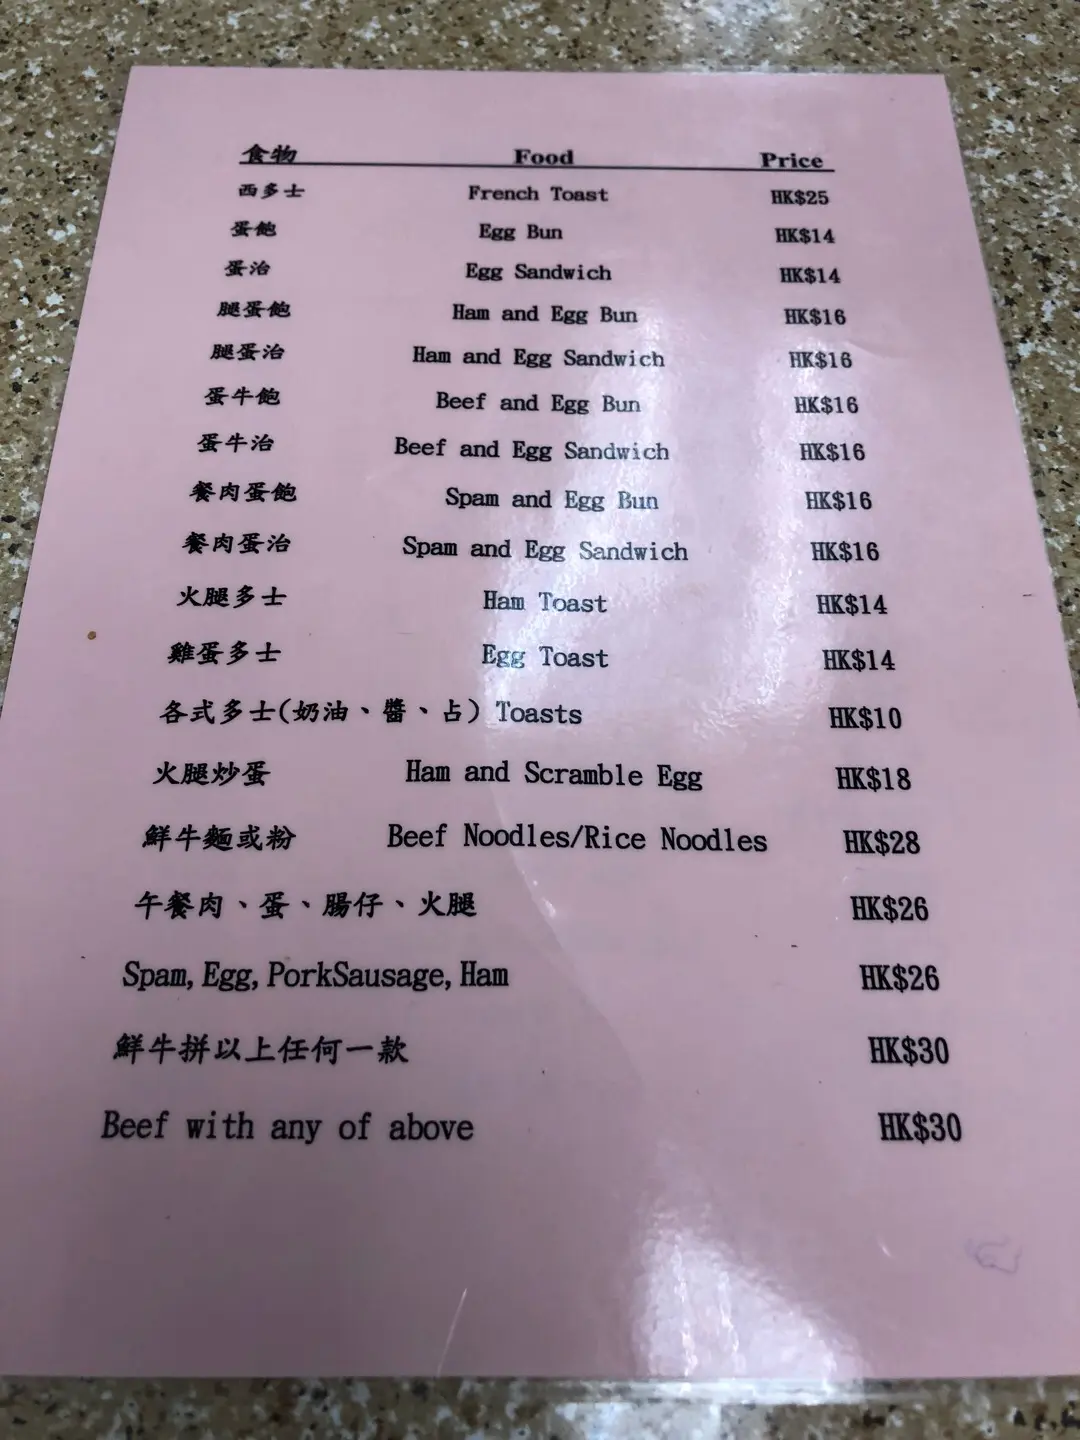 食物 Food Price
西多士 French Toast HK$25
蛋飽 Egg Bun HK$14
蛋治 Egg Sandwich HK$14
腿蛋飽 Ham and Egg Bun HK$16
腿蛋治 Ham and Egg Sandwich HK$16
蛋牛飽 Beef and Egg Bun HK$16
蛋牛治 Beef and Egg Sandwich HK$16
餐肉蛋飽 Spam and Egg Bun HK$16
餐肉蛋治 Spam and Egg Sandwich HK$16
火腿多士 Ham Toast HK$14
雞蛋多士 Egg Toast HK$14
各式多士(奶油、醬、占) Toasts HK$10
火腿炒蛋 Ham and Scramble Egg HK$18
鮮牛麵或粉 Beef Noodles/Rice Noodles HK$28
午餐肉、蛋、腸仔、火腿 HK$26
Spam, Egg, PorkSausage, Ham HK$26
鮮牛拼以上任何一款 HK$30
Beef with any of above HK$30